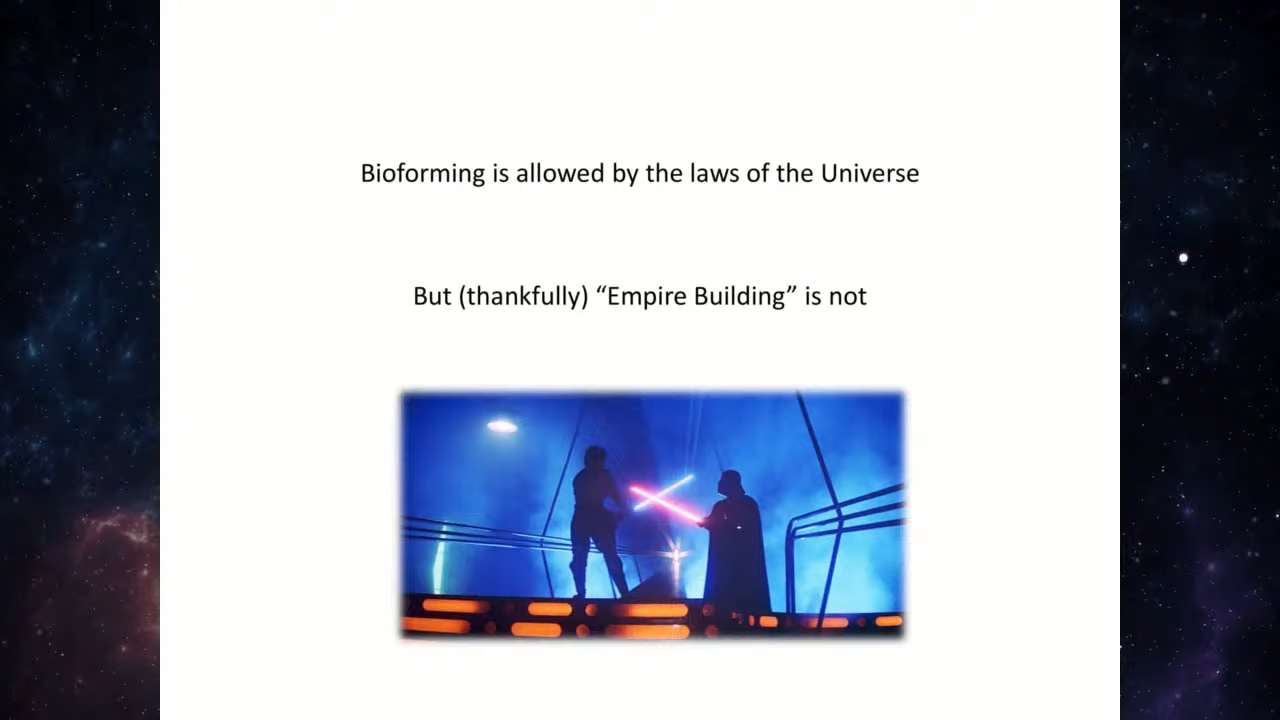 Bioforming is allowed by the laws of the Universe
But (thankfully) “Empire Building” is not